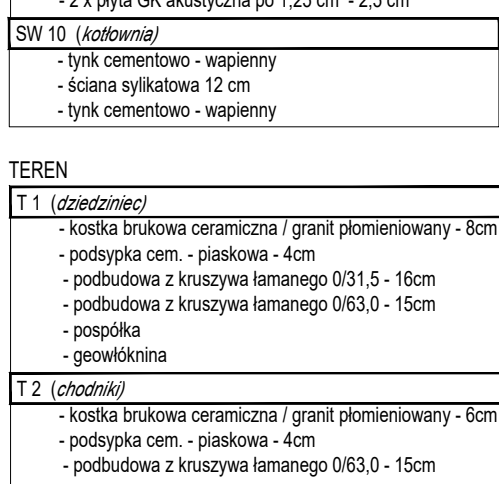 - 2 x płyta GK akustyczna po 1,25 cm - 2,5 cm
SW 10 (kotłownia)
- tynk cementowo - wapienny
- ściana sylikatowa 12 cm
- tynk cementowo - wapienny
TEREN
T 1 (dziedziniec)
- kostka brukowa ceramiczna / granit płomieniowany - 8cm
- podsypka cem. - piaskowa - 4cm
- podbudowa z kruszywa łamanego 0/31,5 - 16cm
- podbudowa z kruszywa łamanego 0/63,0 - 15cm
- pospółka
- geowłóknina
T 2 (chodniki)
- kostka brukowa ceramiczna / granit płomieniowany - 6cm
- podsypka cem. - piaskowa - 4cm
- podbudowa z kruszywa łamanego 0/63,0 - 15cm